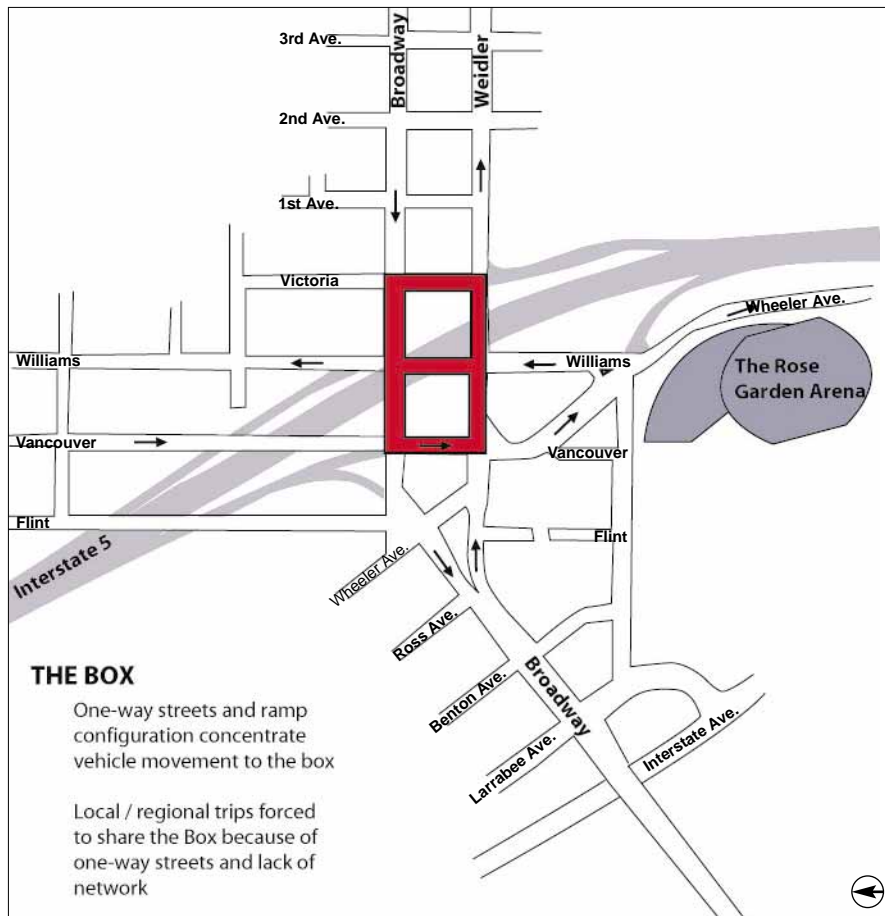 3rd Ave.
Broadway
Weidler
2nd Ave.
1st Ave.
Victoria
Wheeler Ave.
Williams
Williams
The Rose
Garden Arena
Vancouver
Vancouver
Flint
Flint
Interstate 5
Wheeler Ave.
Ross Ave.
Benton Ave.
Broadway
Larrabee Ave.
Interstate Ave.
THE BOX
One-way streets and ramp
configuration concentrate
vehicle movement to the box
Local / regional trips forced
to share the Box because of
one-way streets and lack of
network